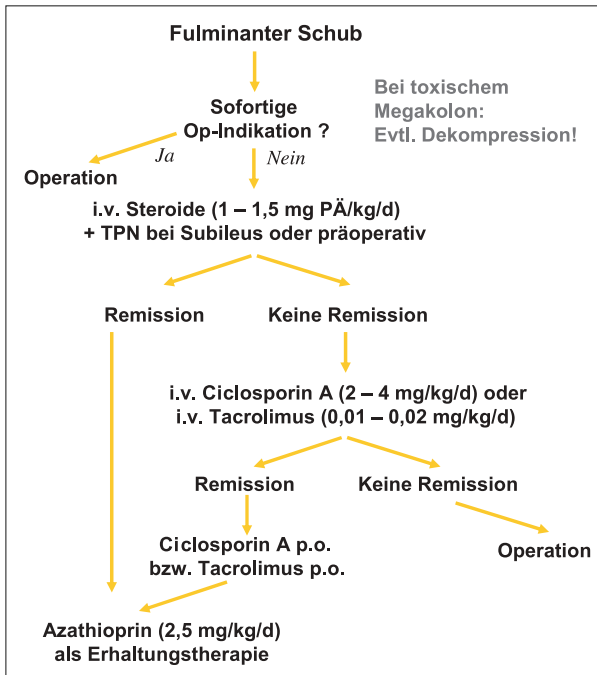 Fulminanter Schub
Sofortige
Op-Indikation ?
Bei toxischem
Megakolon:
Evtl. Dekompression!
Ja
Nein
Operation
i.v. Steroide (1 – 1,5 mg PÄ/kg/d)
+ TPN bei Subileus oder präoperativ
Remission
Keine Remission
i.v. Ciclosporin A (2 – 4 mg/kg/d) oder
i.v. Tacrolimus (0,01 – 0,02 mg/kg/d)
Remission
Keine Remission
Ciclosporin A p.o.
bzw. Tacrolimus p.o.
Operation
Azathioprin (2,5 mg/kg/d)
als Erhaltungstherapie